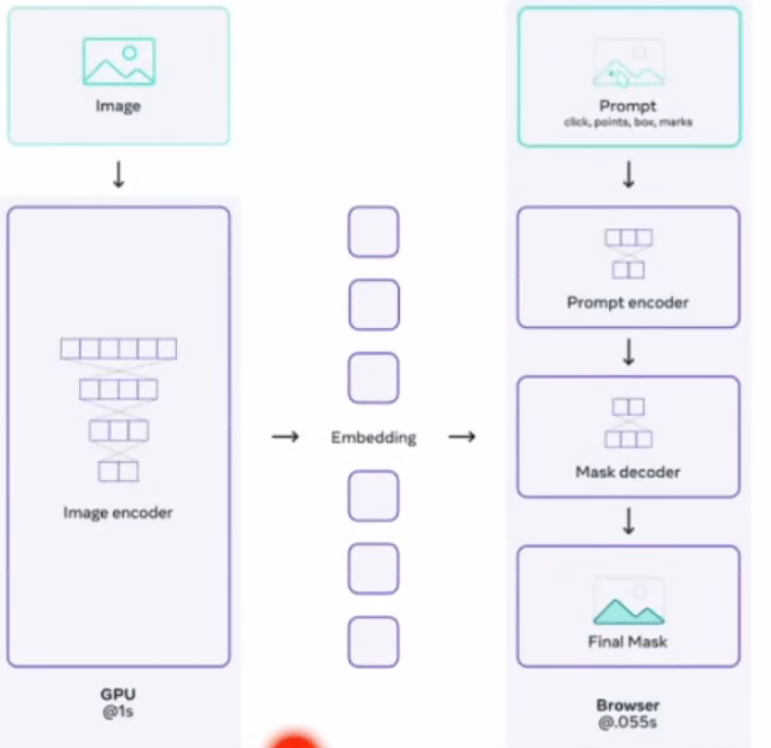 Image
Image encoder
GPU
@1s
Embedding
Prompt
click, points, box, marks
Prompt encoder
Mask decoder
Final Mask
Browser
@.055s